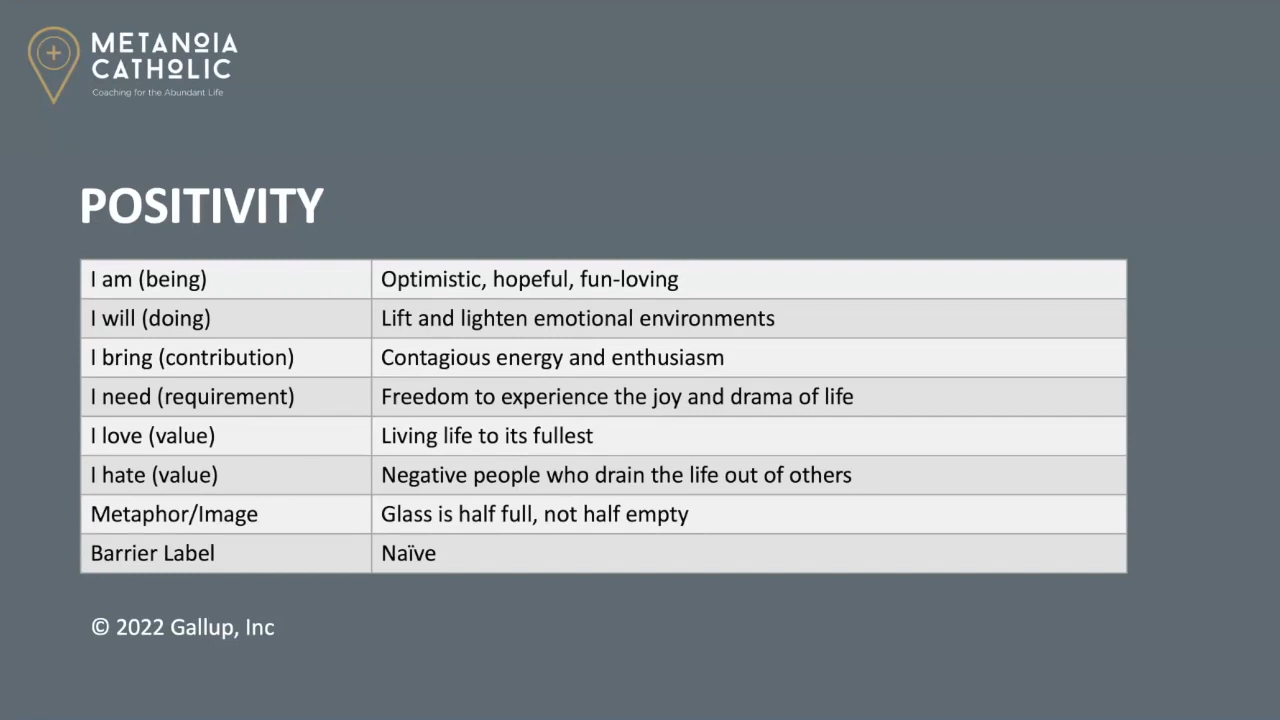 METANOIA
CATHOLIC
Coaching for the Abundant Life
POSITIVITY
I am (being) Optimistic, hopeful, fun-loving
I will (doing) Lift and lighten emotional environments
I bring (contribution) Contagious energy and enthusiasm
I need (requirement) Freedom to experience the joy and drama of life
I love (value) Living life to its fullest
I hate (value) Negative people who drain the life out of others
Metaphor/Image Glass is half full, not half empty
Barrier Label Naïve
© 2022 Gallup, Inc